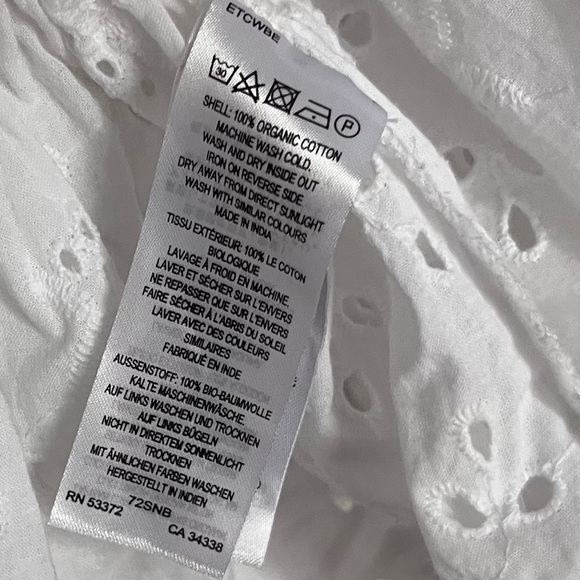 ETCWBE
30
P
SHELL: 100% ORGANIC COTTON
MACHINE WASH COLD.
WASH AND DRY INSIDE OUT
IRON ON REVERSE SIDE
DRY AWAY FROM DIRECT SUNLIGHT
WASH WITH SIMILAR COLOURS
MADE IN INDIA
TISSU EXTÉRIEUR: 100% LE COTON
BIOLOGIQUE
LAVAGE À FROID EN MACHINE.
LAVER ET SÉCHER SUR L'ENVERS
NE REPASSER QUE SUR L'ENVERS
FAIRE SÉCHER À L'ABRIS DU SOLEIL
LAVER AVEC DES COULEURS
SIMILAIRES
FABRIQUÉ EN INDE
AUSSENSTOFF: 100% BIO-BAUMWOLLE
KALTE MASCHINENWÄSCHE.
AUF LINKS WASCHEN UND TROCKNEN
AUF LINKS BÜGELN
NICHT IN DIREKTEM SONNENLICHT
TROCKNEN
MIT ÄHNLICHEN FARBEN WASCHEN
HERGESTELLT IN INDIEN
72SNB
RN 53372 CA 34338